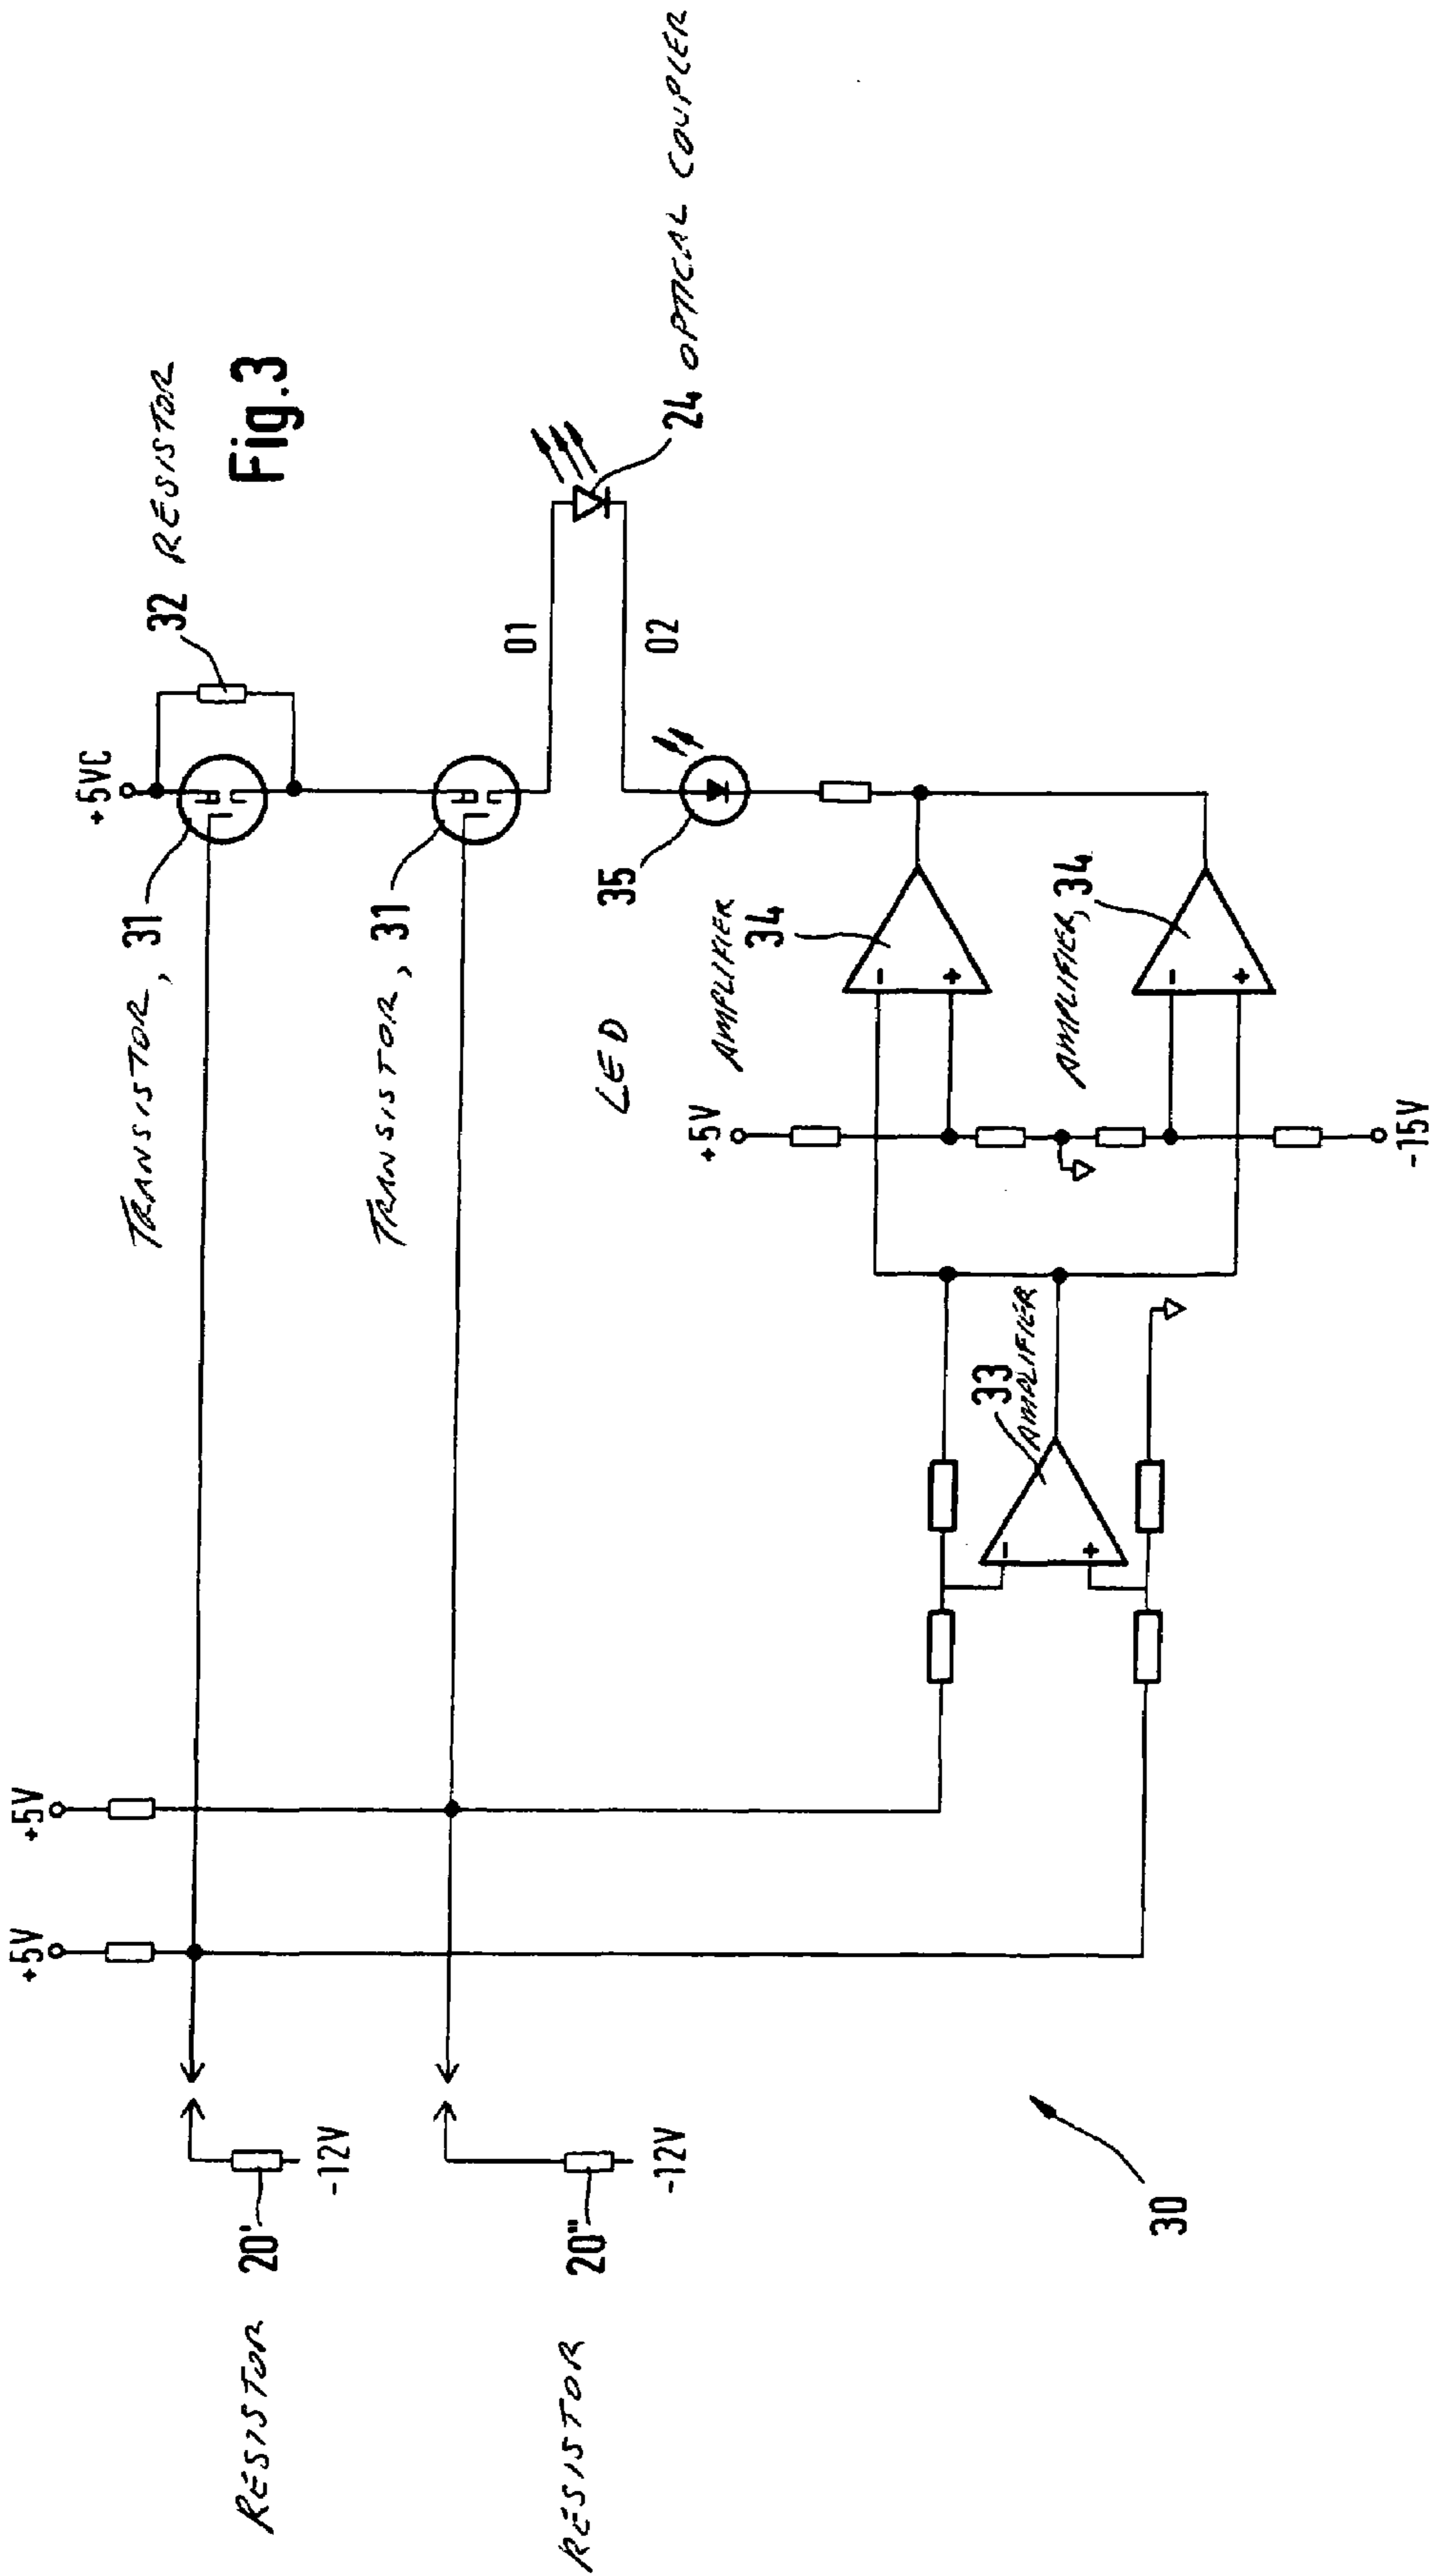 +5V
+5V
+5VC
TRANSISTOR, 31
32 RESISTOR
Fig.3
20'
-12V
RESISTOR
TRANSISTOR, 31
01
02
24 OPTICAL COUPLER
20"
-12V
RESISTOR
LED
35
+5V
AMPLIFIER
34
-
+
33
AMPLIFIER
-
+
AMPLIFIER, 34
-
+
-15V
30